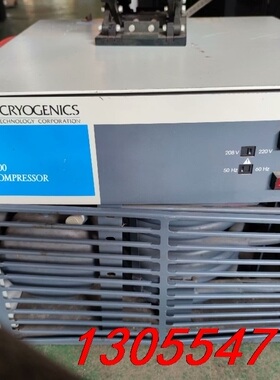 CRYOGENICS
TECHNOLOGY CORPORATION
00
COMPRESSOR
208 V 220 V
50 Hz 60 Hz
1305547